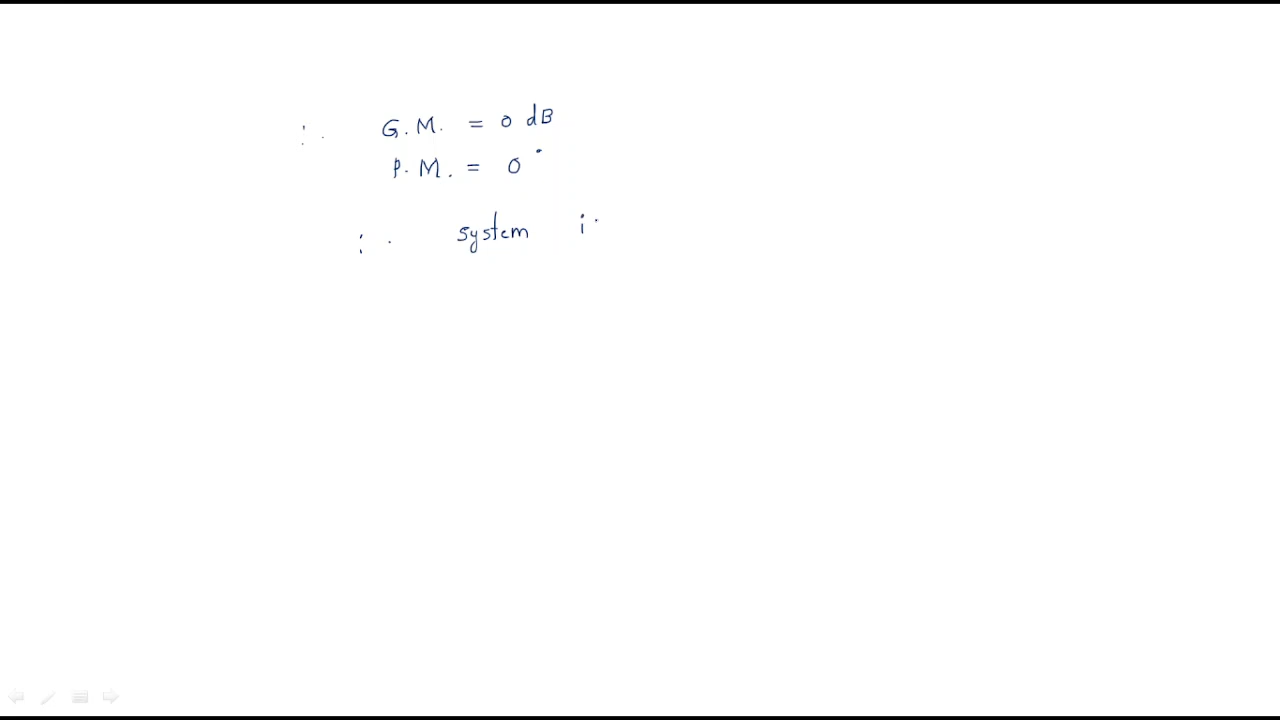 ∴ G.M. = 0 dB
P.M. = 0°
∴ system i